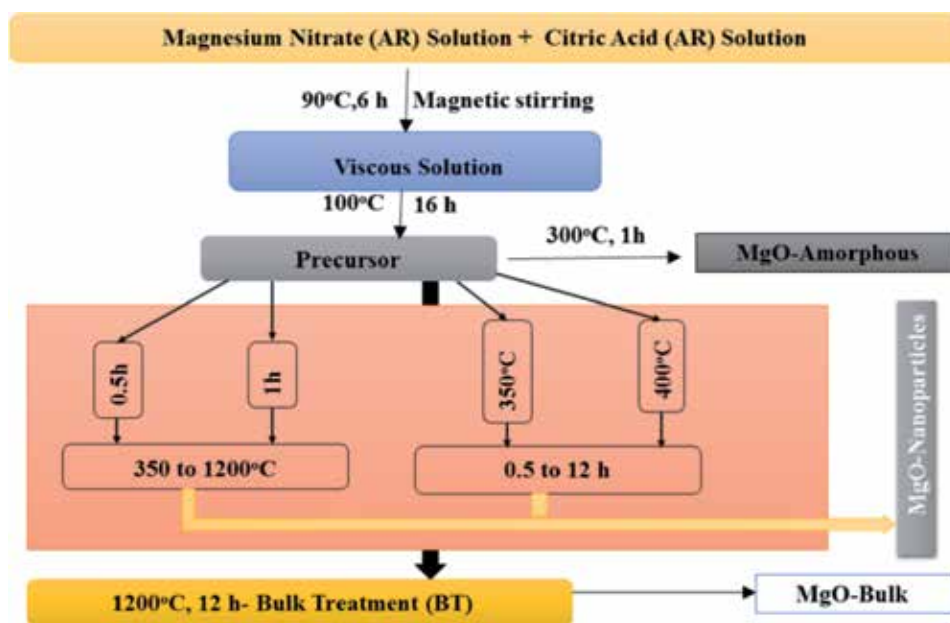 Magnesium Nitrate (AR) Solution + Citric Acid (AR) Solution
90°C,6 h Magnetic stirring
Viscous Solution
100°C 16 h
Precursor
300°C, 1h
MgO-Amorphous
0.5h
1h
350°C
400°C
350 to 1200°C
0.5 to 12 h
MgO-Nanoparticles
1200°C, 12 h- Bulk Treatment (BT)
MgO-Bulk